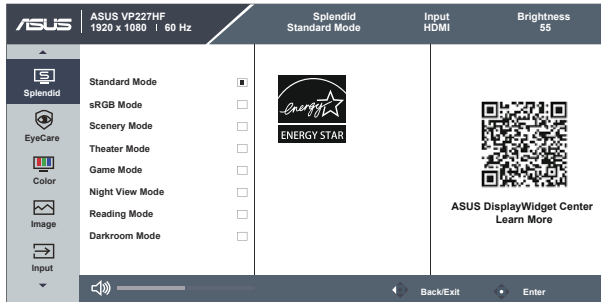 ASUS
ASUS VP227HF
1920 x 1080 | 60 Hz
Splendid
Standard Mode
Input
HDMI
Brightness
55
Splendid
EyeCare
Color
Image
Input
Standard Mode
sRGB Mode
Scenery Mode
Theater Mode
Game Mode
Night View Mode
Reading Mode
Darkroom Mode
energy
ENERGY STAR
ASUS DisplayWidget Center
Learn More
Back/Exit
Enter